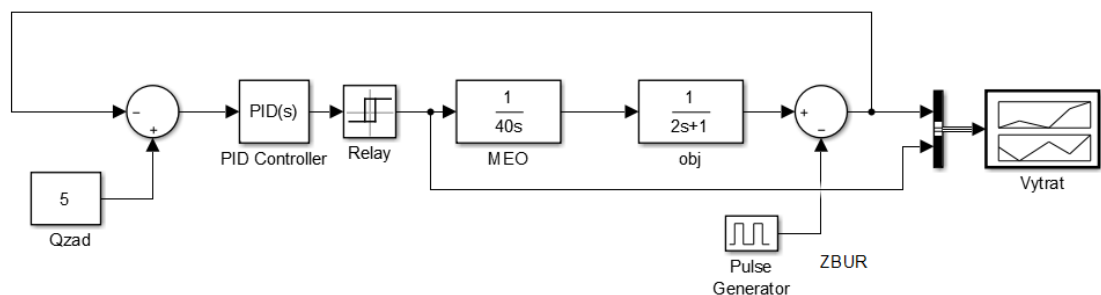 −
+
PID(s)
PID Controller
Relay
1
40s
MEO
1
2s+1
obj
+
−
5
Qzad
Pulse
Generator
ZBUR
Vytrat